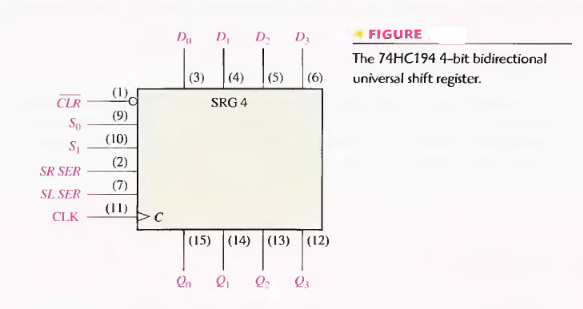 D₀ D₁ D₂ D₃
FIGURE
The 74HC194 4-bit bidirectional
universal shift register.
(3) (4) (5) (6)
SRG 4
C̅L̅R̅ (1)
S₀ (9)
S₁ (10)
SR SER (2)
SL SER (7)
CLK (11) C
(15) (14) (13) (12)
Q₀ Q₁ Q₂ Q₃